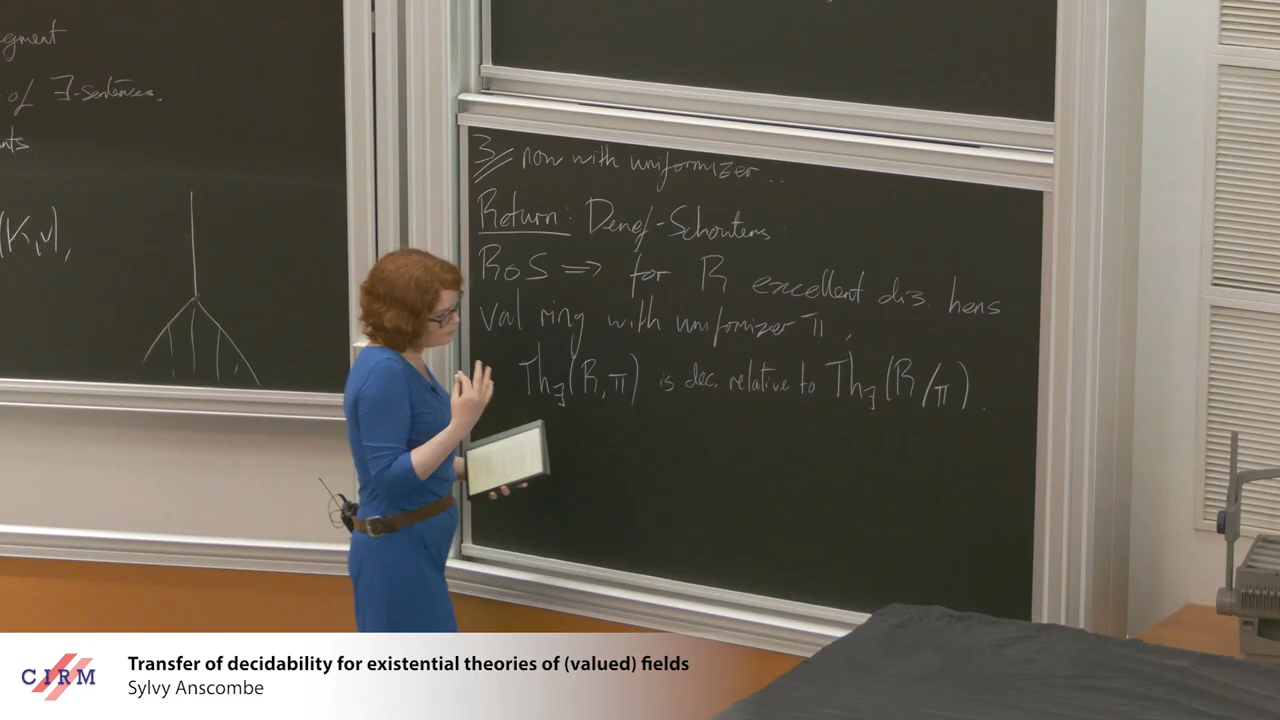 gment
of ∃-sentences.
nts
(K,v),
3 now with uniformizer...
Return: Denef-Schoutens:
RoS ⟹ for R excellent dis. hens
val ring with uniformizer π,
Th∃(R,π) is dec. relative to Th∃(R/π).
CIRM
Transfer of decidability for existential theories of (valued) fields
Sylvy Anscombe